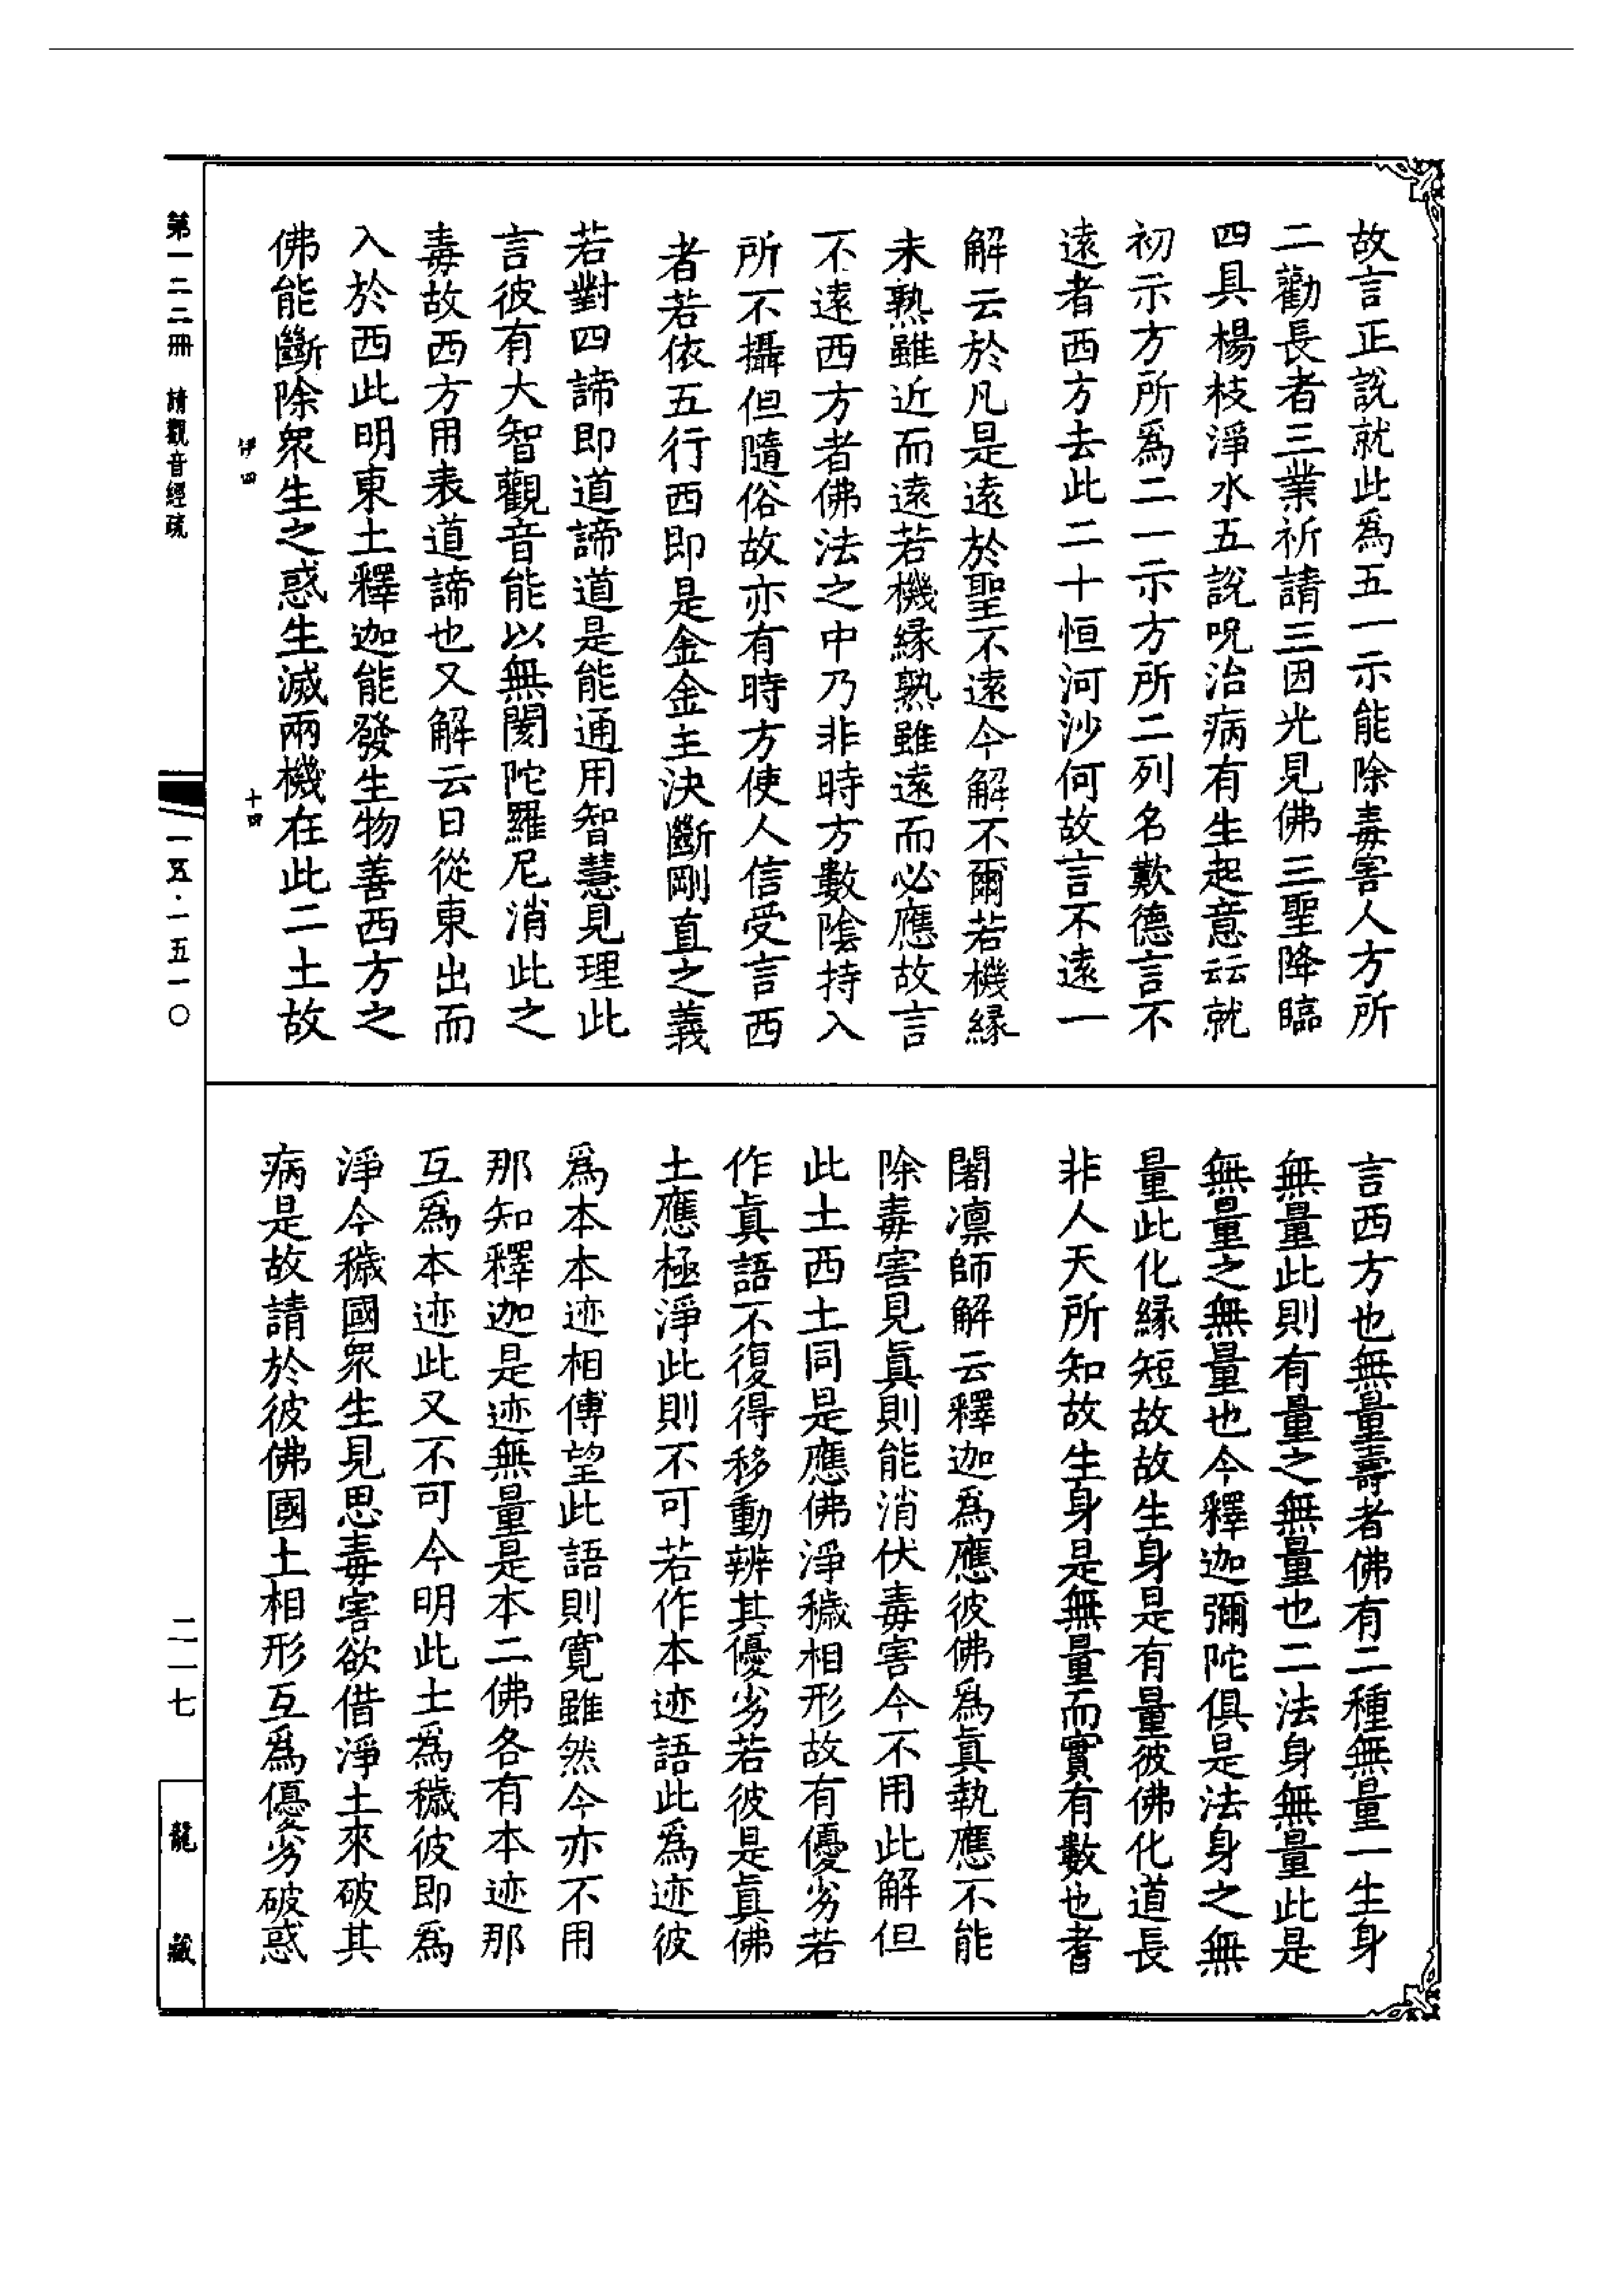 故言正說就此爲五一示能除毒害人方所
二勸長者三業祈請三因光見佛三聖降臨
四具楊枝淨水五說呪治病有生起意云云就
初示方所爲二一示方所二列名歎德言不
遠者西方去此二十恒河沙何故言不遠一
解云於凡是遠於聖不遠今解不爾若機緣
未熟雖近而遠若機緣熟雖遠而必應故言
不遠西方者佛法之中乃非時方數陰持入
所不攝但隨俗故亦有時方使人信受言西
者若依五行西即是金金主決斷剛直之義
若對四諦即道諦道是能通用智慧見理此
言彼有大智觀音能以無閡陀羅尼消此之
毒故西方用表道諦也又解云日從東出而
入於西此明東土釋迦能發生物善西方之
佛能斷除衆生之惑生滅兩機在此二土故
言西方也無量壽者佛有二種無量一生身
無量此則有量之無量也二法身無量此是
無量之無量也今釋迦彌陀俱是法身之無
量此化緣短故故生身是有量彼佛化道長
非人天所知故生身是無量而實有數也耆
闍凛師解云釋迦爲應彼佛爲眞執應不能
除毒害見眞則能消伏毒害今不用此解但
此土西土同是應佛淨穢相形故有優劣若
作眞語不復得移動辨其優劣若彼是眞佛
土應極淨此則不可若作本迹語此爲迹彼
爲本本迹相傳望此語則寬雖然今亦不用
那知釋迦是迹無量是本二佛各有本迹那
互爲本迹此又不可今明此土爲穢彼即爲
淨今穢國衆生見思毒害欲借淨土來破其
病是故請於彼佛國土相形互爲優劣破惑
伊四
十四
第一二二冊 請觀音經疏
一五·一五一〇
二一七
龍藏